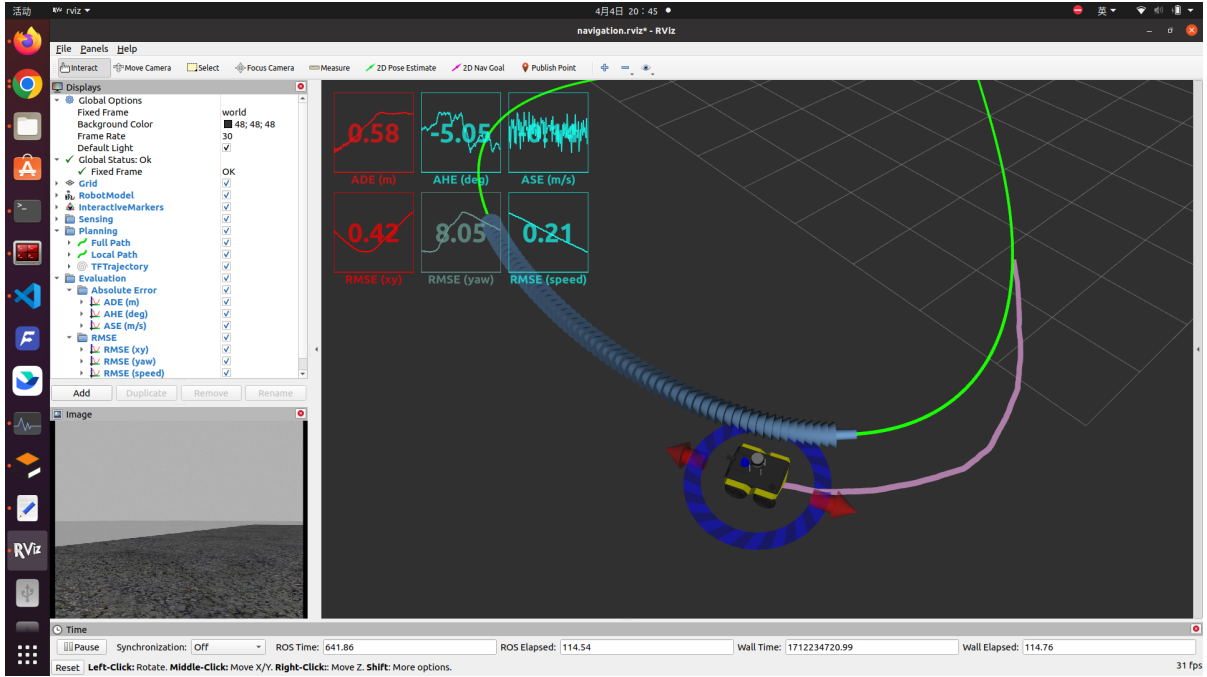 活动 rviz 4月4日 20:45 英
navigation.rviz* - RViz
File Panels Help
Interact Move Camera Select Focus Camera Measure 2D Pose Estimate 2D Nav Goal Publish Point
Displays
Global Options
Fixed Frame world
Background Color 48; 48; 48
Frame Rate 30
Default Light
Global Status: Ok
Fixed Frame OK
Grid
RobotModel
InteractiveMarkers
Sensing
Planning
Full Path
Local Path
TFTrajectory
Evaluation
Absolute Error
ADE (m)
AHE (deg)
ASE (m/s)
RMSE
RMSE (xy)
RMSE (yaw)
RMSE (speed)
Add Duplicate Remove Rename
Image
0.58 -5.05
ADE (m) AHE (deg) ASE (m/s)
0.42 8.05 0.21
RMSE (xy) RMSE (yaw) RMSE (speed)
RViz
Time
Pause Synchronization: Off ROS Time: 641.86 ROS Elapsed: 114.54 Wall Time: 1712234720.99 Wall Elapsed: 114.76
Reset Left-Click: Rotate. Middle-Click: Move X/Y. Right-Click:: Move Z. Shift: More options. 31 fps